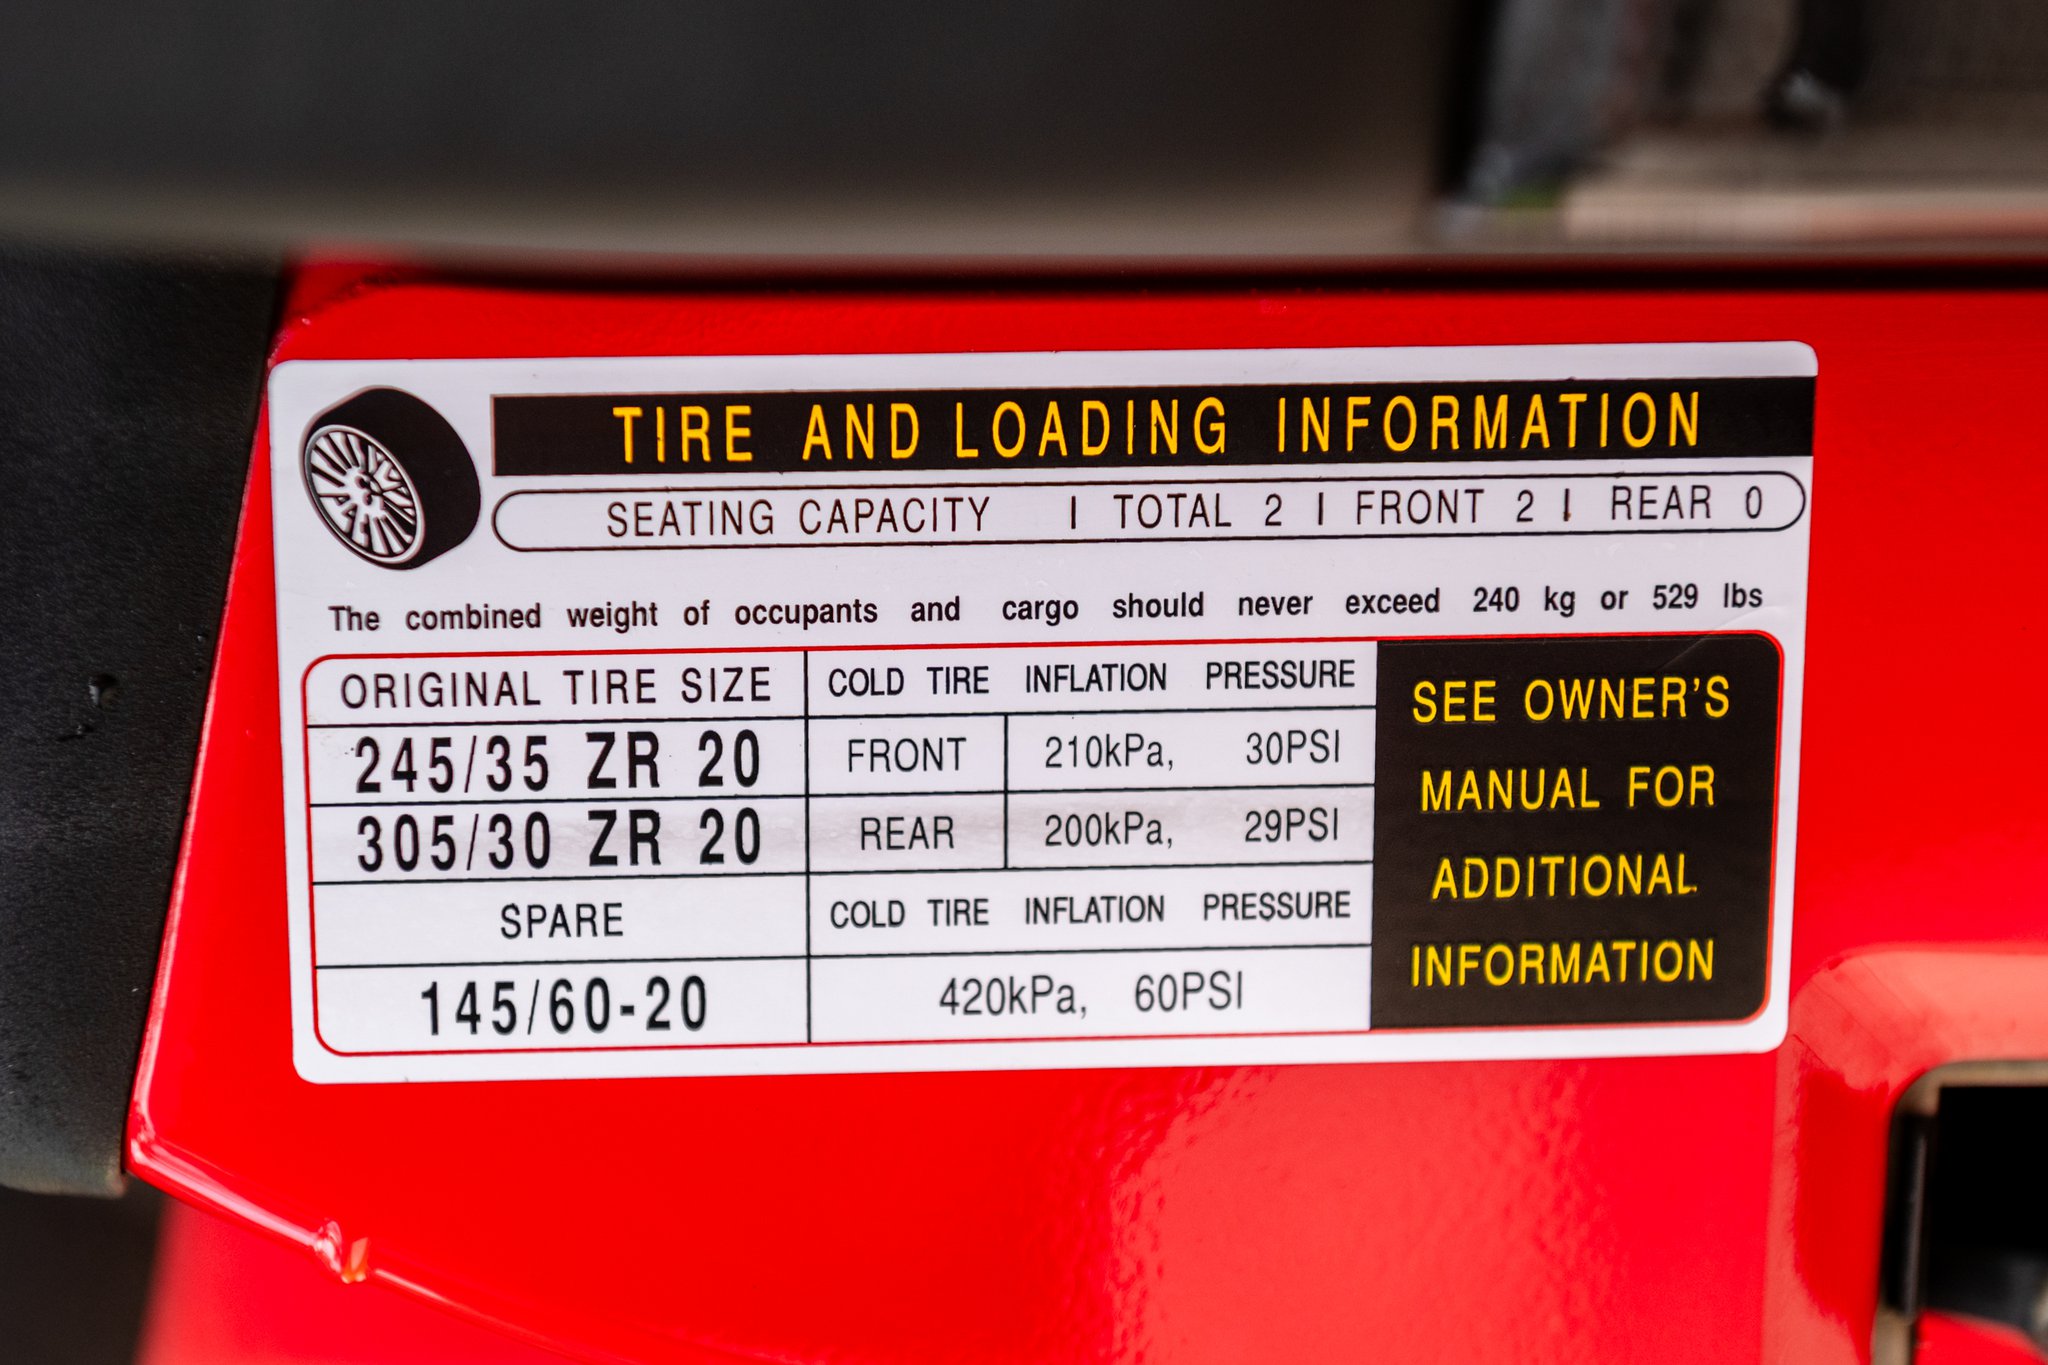 TIRE AND LOADING INFORMATION
SEATING CAPACITY | TOTAL 2 | FRONT 2 | REAR 0
The combined weight of occupants and cargo should never exceed 240 kg or 529 lbs
ORIGINAL TIRE SIZE COLD TIRE INFLATION PRESSURE
245/35 ZR 20 FRONT 210kPa, 30PSI
305/30 ZR 20 REAR 200kPa, 29PSI
SPARE COLD TIRE INFLATION PRESSURE
145/60-20 420kPa, 60PSI
SEE OWNER'S
MANUAL FOR
ADDITIONAL
INFORMATION